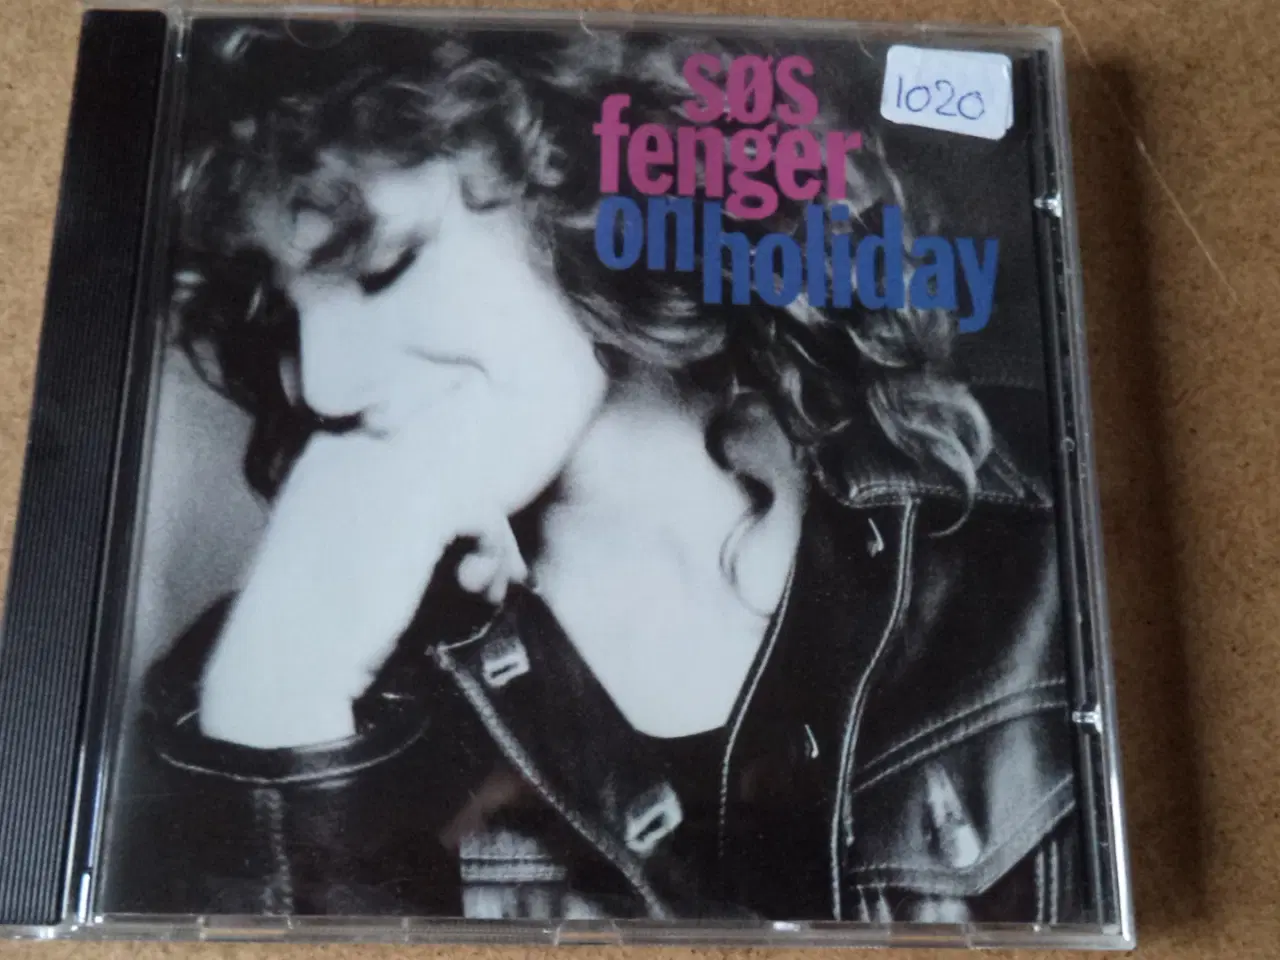 søs
fenger
on holiday
1020